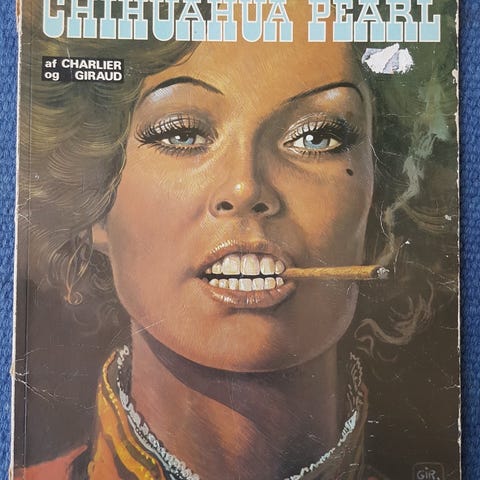 CHIHUAHUA PEARL
af CHARLIER
og GIRAUD
GIR.